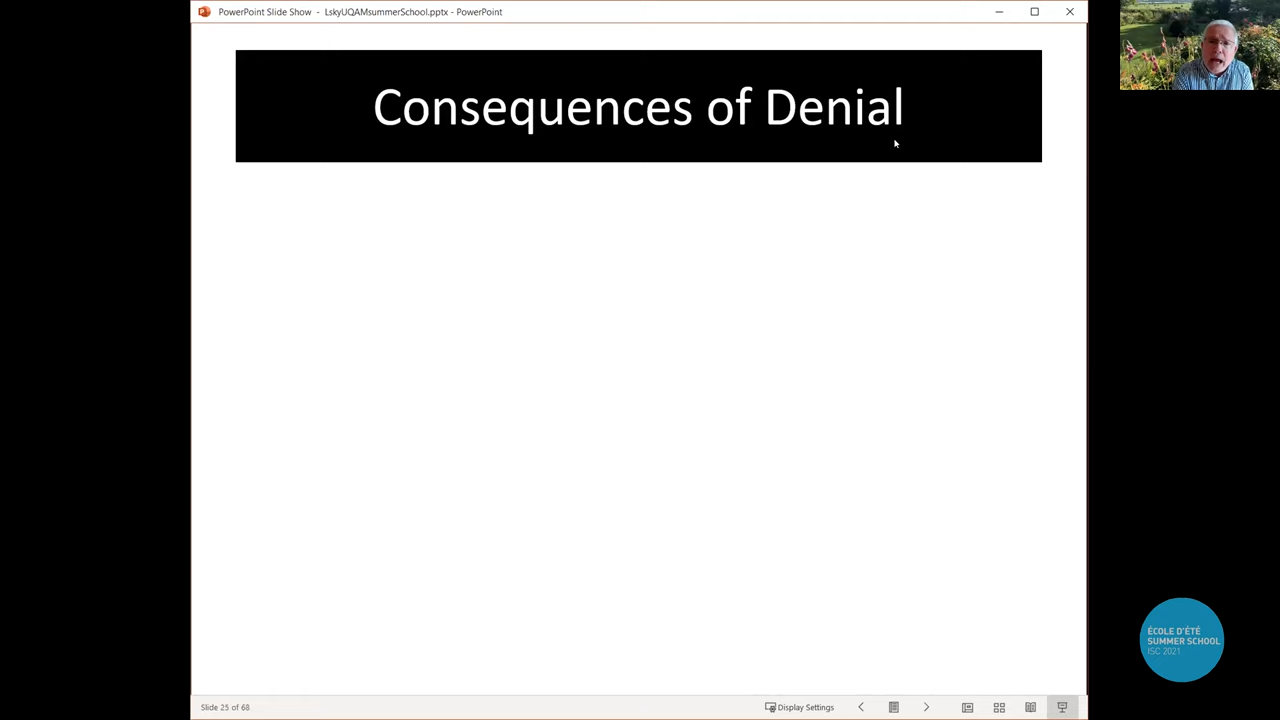 PowerPoint Slide Show - LskyUQAMsummerSchool.pptx - PowerPoint
Consequences of Denial
ÉCOLE D'ÉTÉ
SUMMER SCHOOL
ISC 2021
Slide 25 of 68
Display Settings